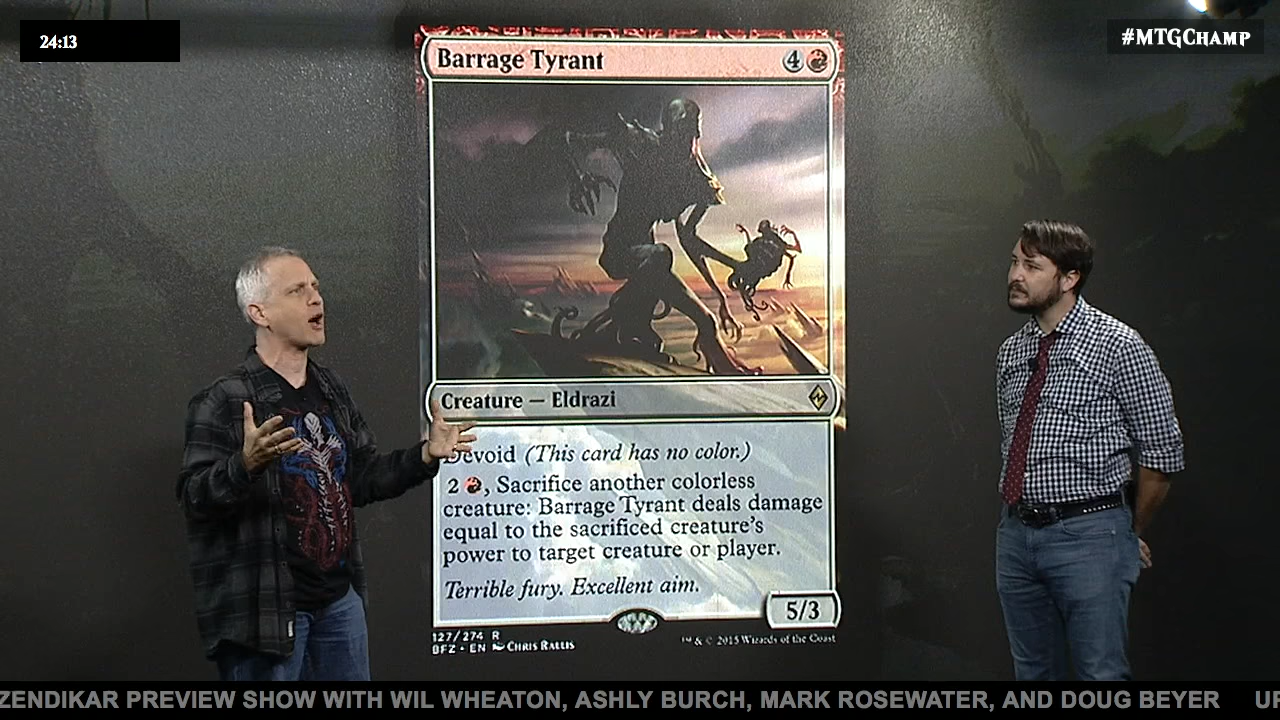 24:13
#MTGCHAMP
Barrage Tyrant 4
Creature — Eldrazi
Devoid (This card has no color.)
2 , Sacrifice another colorless
creature: Barrage Tyrant deals damage
equal to the sacrificed creature's
power to target creature or player.
Terrible fury. Excellent aim.
5/3
127/274 R
BFZ • EN Chris Rallis
™ & © 2015 Wizards of the Coast
ZENDIKAR PREVIEW SHOW WITH WIL WHEATON, ASHLY BURCH, MARK ROSEWATER, AND DOUG BEYER UP